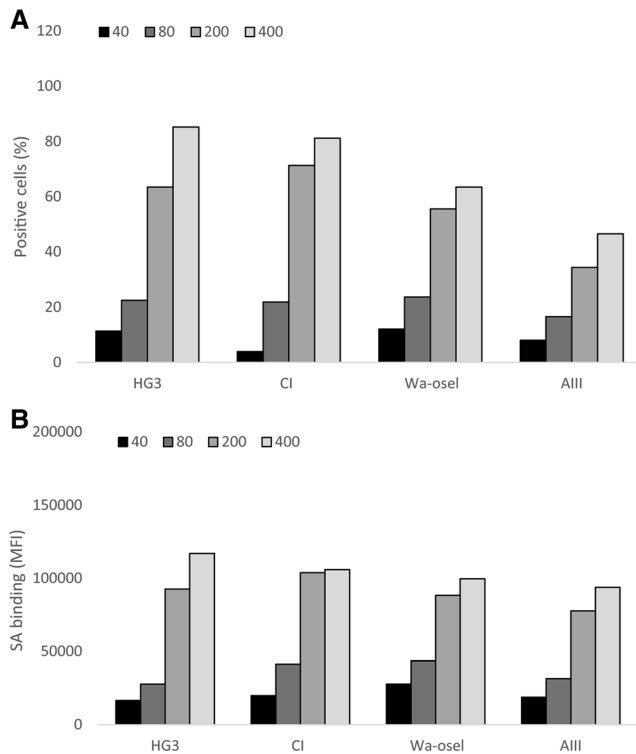 A
120
40 80 200 400
100
80
60
40
20
0
Positive cells (%)
HG3 CI Wa-osel AIII
B
200000
40 80 200 400
150000
100000
50000
0
SA binding (MFI)
HG3 CI Wa-osel AIII